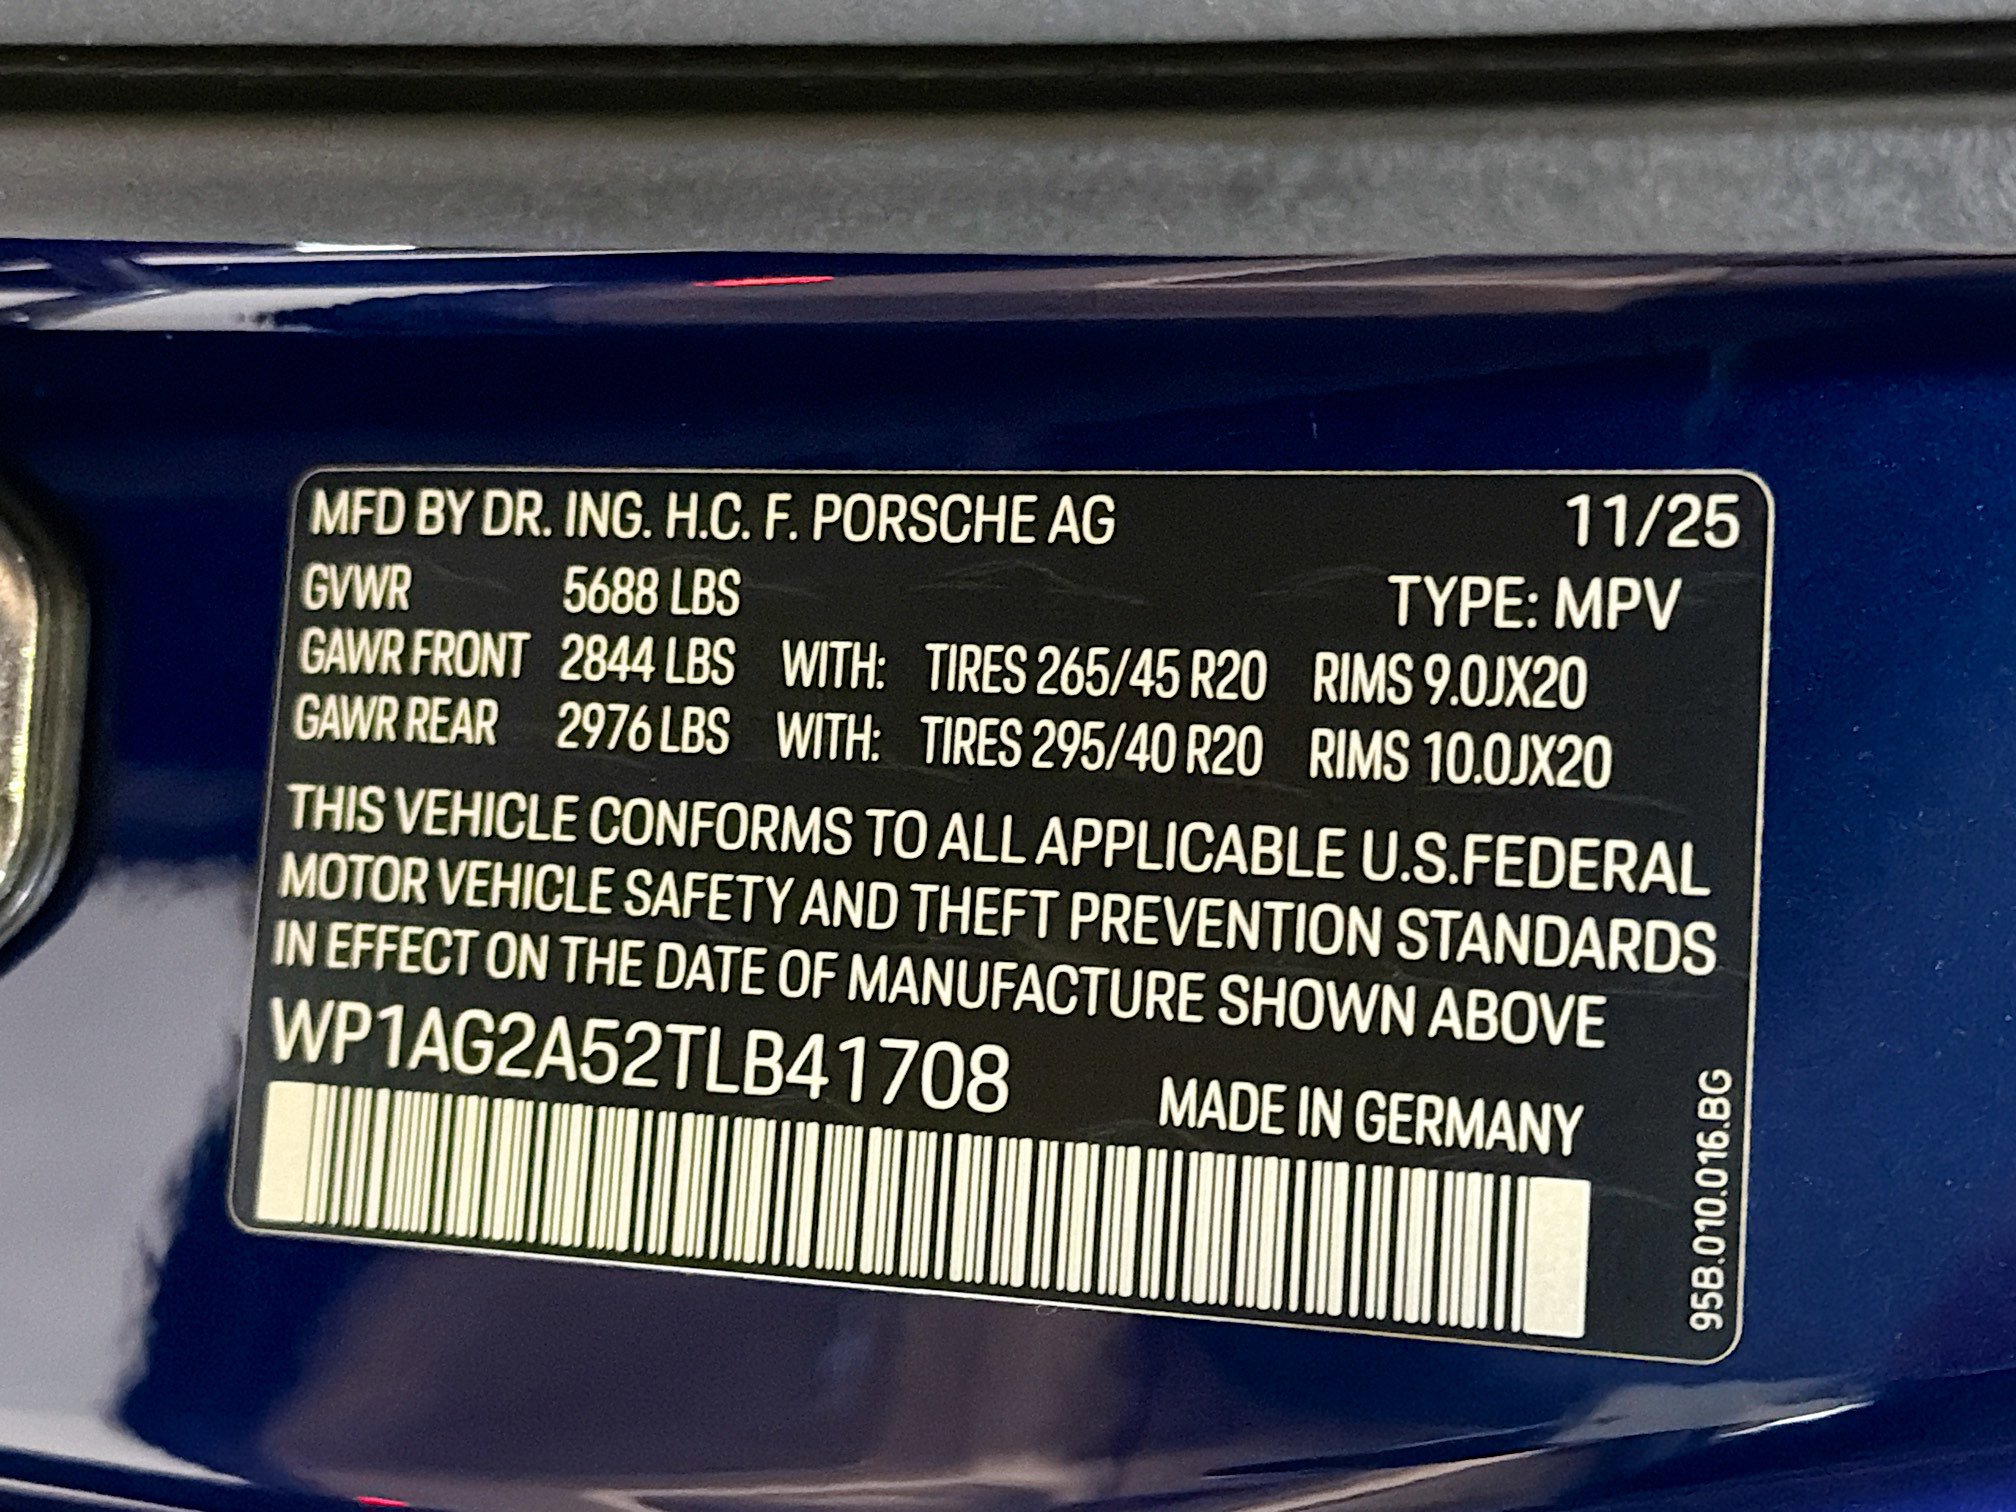 MFD BY DR. ING. H.C. F. PORSCHE AG 11/25
GVWR 5688 LBS TYPE: MPV
GAWR FRONT 2844 LBS WITH: TIRES 265/45 R20 RIMS 9.0JX20
GAWR REAR 2976 LBS WITH: TIRES 295/40 R20 RIMS 10.0JX20
THIS VEHICLE CONFORMS TO ALL APPLICABLE U.S.FEDERAL
MOTOR VEHICLE SAFETY AND THEFT PREVENTION STANDARDS
IN EFFECT ON THE DATE OF MANUFACTURE SHOWN ABOVE
WP1AG2A52TLB41708
MADE IN GERMANY
95B.010.016.BG